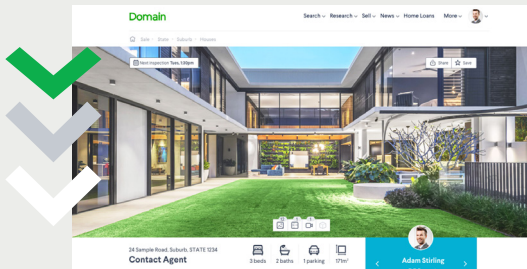 Domain
Search Research Sell News Home Loans More
Sale State Suburb Houses
Next Inspection Tues, 1:30pm
Share Save
24 Sample Road, Suburb, STATE 1234
Contact Agent
3 beds 2 baths 1 parking 171m²
Adam Stirling